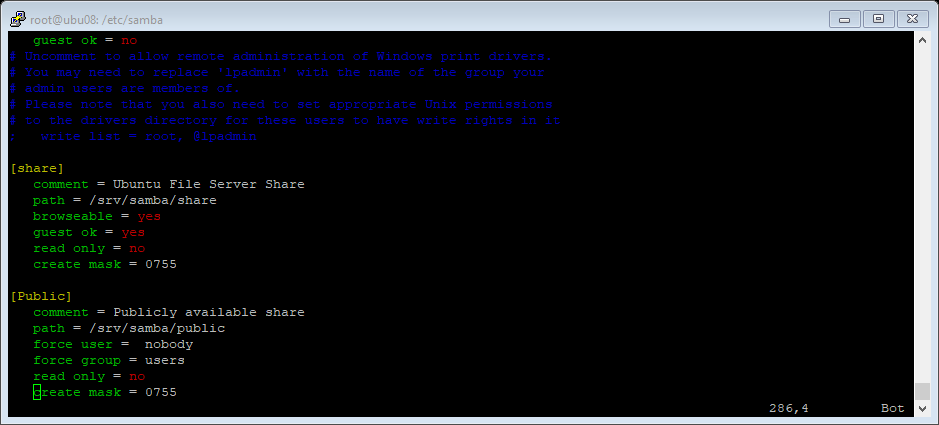 root@ubu08: /etc/samba
guest ok = no
# Uncomment to allow remote administration of Windows print drivers.
# You may need to replace 'lpadmin' with the name of the group your
# admin users are members of.
# Please note that you also need to set appropriate Unix permissions
# to the drivers directory for these users to have write rights in it
;   write list = root, @lpadmin
[share]
comment = Ubuntu File Server Share
path = /srv/samba/share
browseable = yes
guest ok = yes
read only = no
create mask = 0755
[Public]
comment = Publicly available share
path = /srv/samba/public
force user =  nobody
force group = users
read only = no
create mask = 0755
286,4 Bot